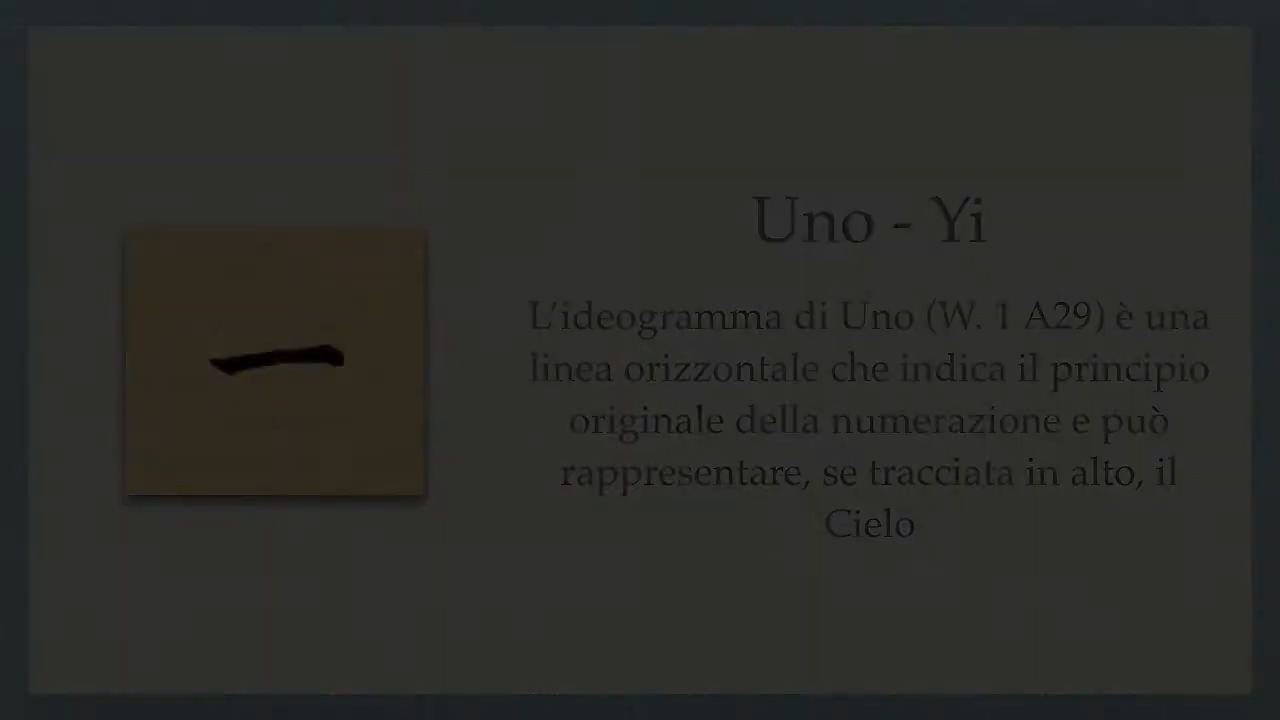 一
Uno - Yi
L'ideogramma di Uno (W. 1 A29) è una
linea orizzontale che indica il principio
originale della numerazione e può
rappresentare, se tracciata in alto, il
Cielo